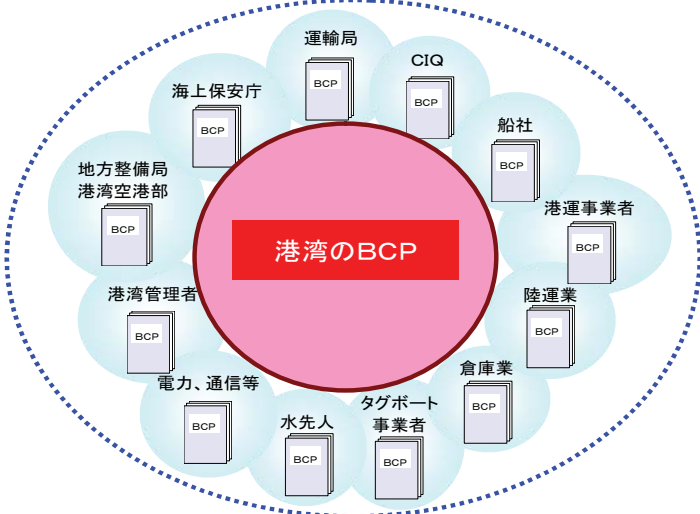 運輸局
BCP
CIQ
BCP
海上保安庁
BCP
船社
BCP
地方整備局
港湾空港部
BCP
港運事業者
BCP
港湾のBCP
港湾管理者
BCP
陸運業
BCP
電力、通信等
BCP
倉庫業
BCP
水先人
BCP
タグボート
事業者
BCP